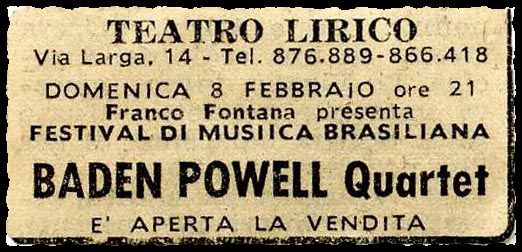 TEATRO LIRICO
Via Larga, 14 - Tel. 876.889-866.418
DOMENICA 8 FEBBRAIO ore 21
Franco Fontana presenta
FESTIVAL DI MUSIICA BRASILIANA
BADEN POWELL Quartet
E' APERTA LA VENDITA